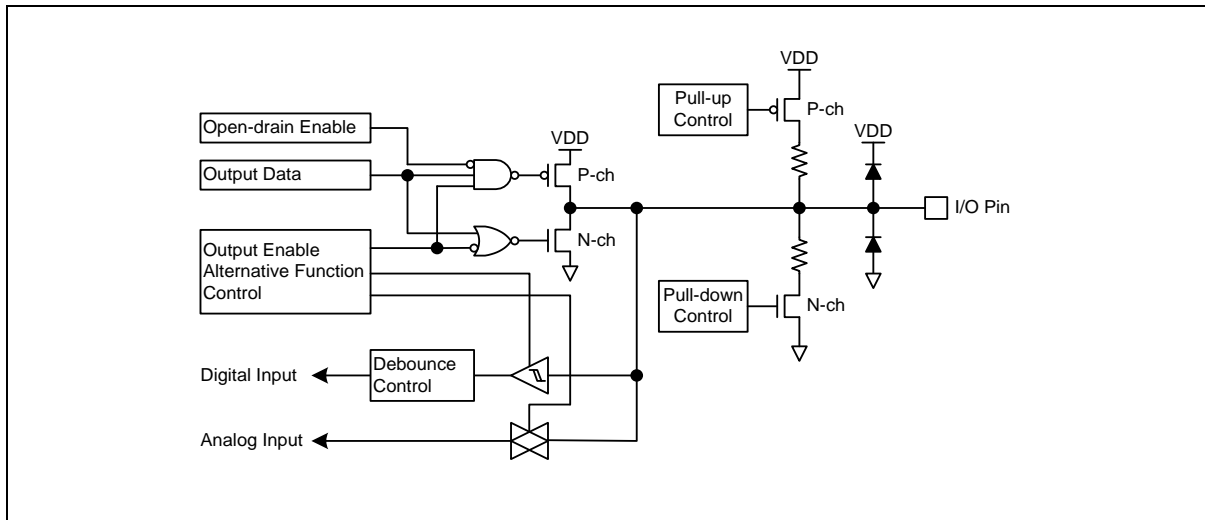 VDD
Pull-up
Control
P-ch
Open-drain Enable
VDD
VDD
Output Data
P-ch
I/O Pin
Output Enable
Alternative Function
Control
N-ch
Pull-down
Control
N-ch
Digital Input
Debounce
Control
Analog Input